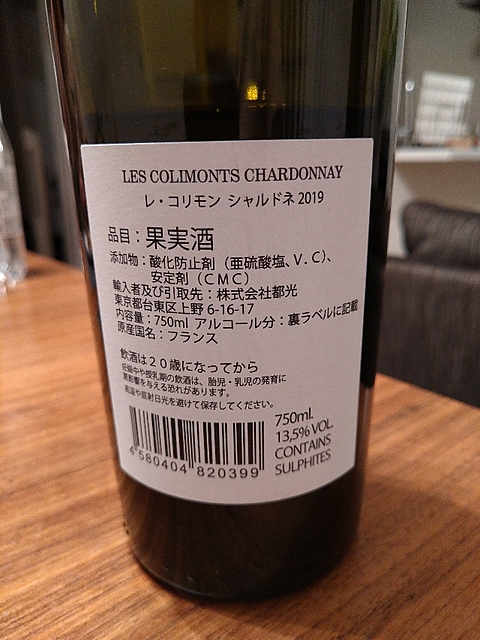 LES COLIMONTS CHARDONNAY
レ・コリモン シャルドネ 2019
品目：果実酒
添加物：酸化防止剤（亜硫酸塩、V.C）、
安定剤（CMC）
輸入者及び引取先：株式会社都光
東京都台東区上野 6-16-17
内容量：750ml アルコール分：裏ラベルに記載
原産国名：フランス
飲酒は２０歳になってから
妊娠中や授乳期の飲酒は、胎児・乳児の発育に
悪影響を与える恐れがあります。
高温や直射日光を避けて保存してください。
4 580404 820399
750ml.
13,5% VOL
CONTAINS
SULPHITES